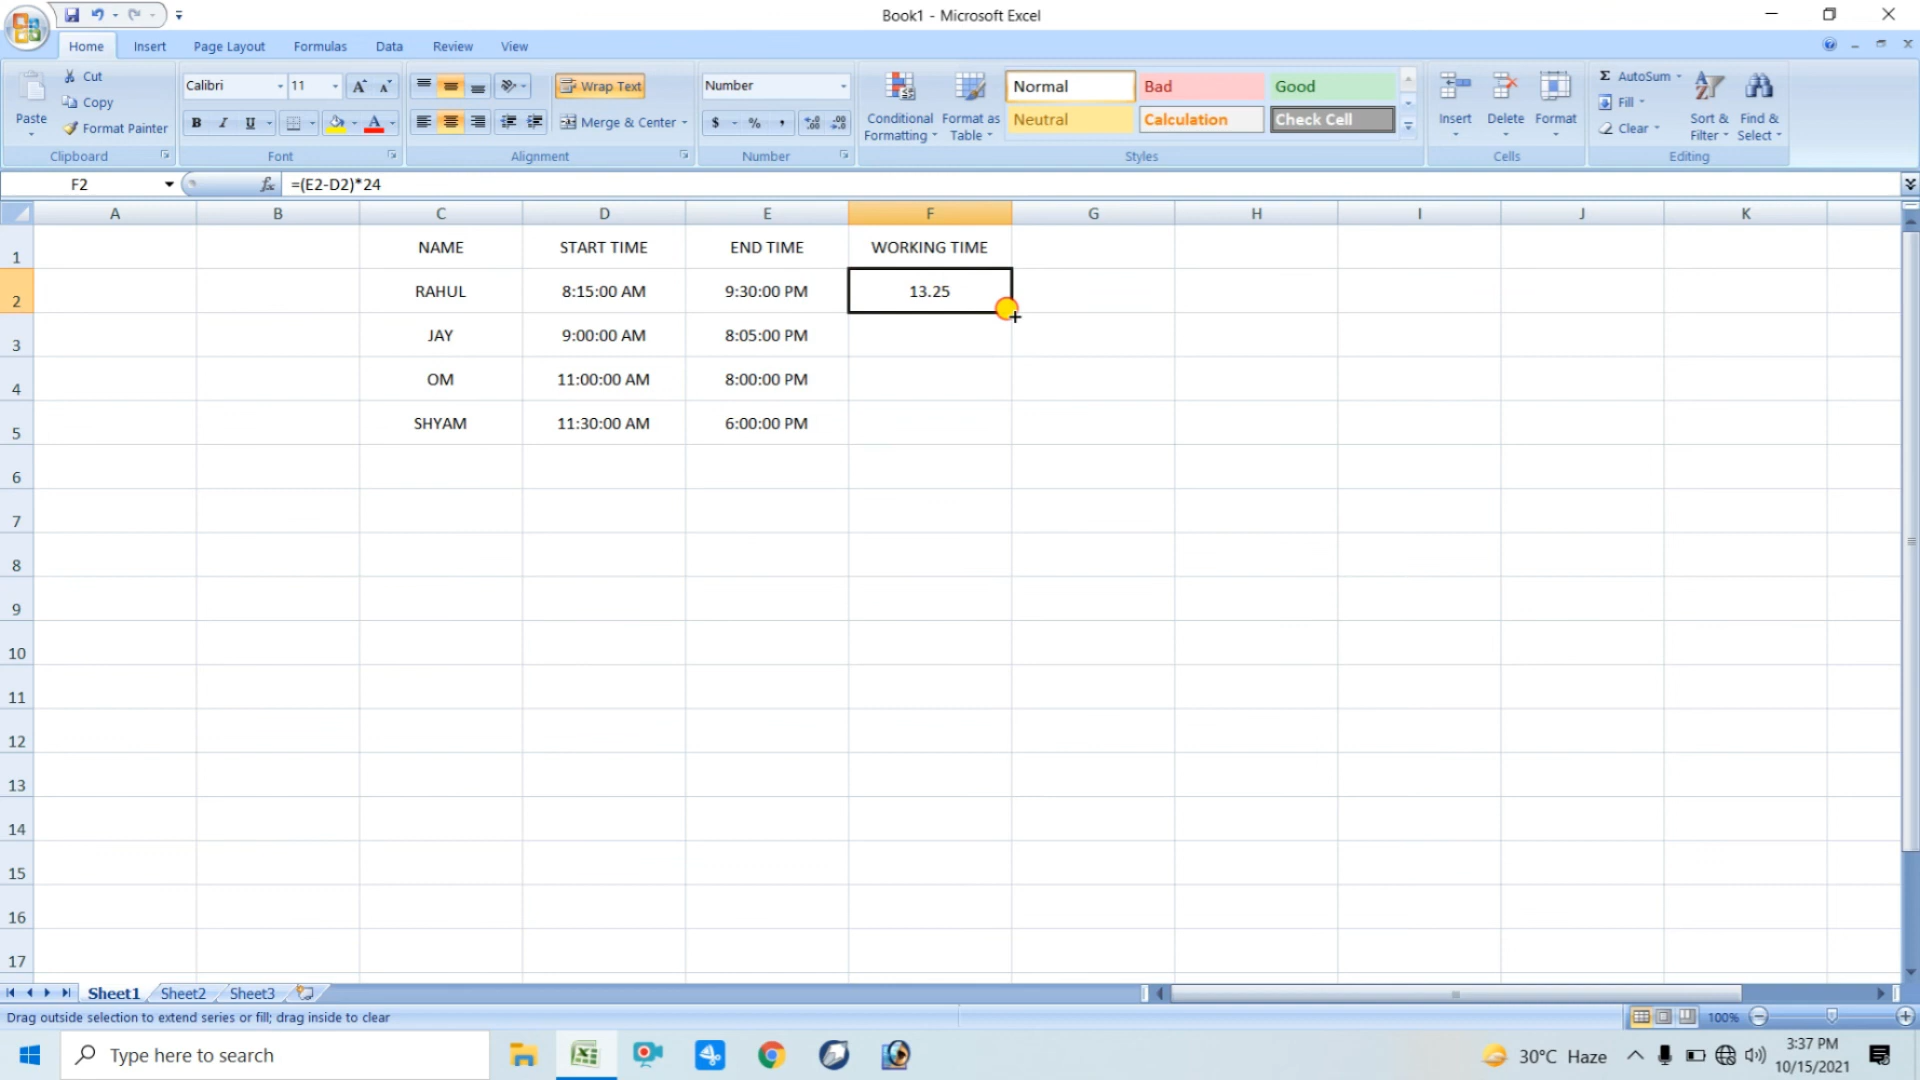 Book1 - Microsoft Excel
Home Insert Page Layout Formulas Data Review View
Paste
Cut
Copy
Format Painter
Clipboard
Calibri 11
B I U
Font
Wrap Text
Merge & Center
Alignment
Number
$ % ,
Number
Conditional Formatting
Format as Table
Normal Bad Good
Neutral Calculation Check Cell
Styles
Insert Delete Format
Cells
Σ AutoSum
Fill
Clear
Sort & Filter
Find & Select
Editing
F2 fx =(E2-D2)*24
A B C D E F G H I J K
1 NAME START TIME END TIME WORKING TIME
2 RAHUL 8:15:00 AM 9:30:00 PM 13.25
3 JAY 9:00:00 AM 8:05:00 PM
4 OM 11:00:00 AM 8:00:00 PM
5 SHYAM 11:30:00 AM 6:00:00 PM
6
7
8
9
10
11
12
13
14
15
16
17
Sheet1 Sheet2 Sheet3
Drag outside selection to extend series or fill; drag inside to clear
100%
Type here to search
30°C Haze
3:37 PM
10/15/2021